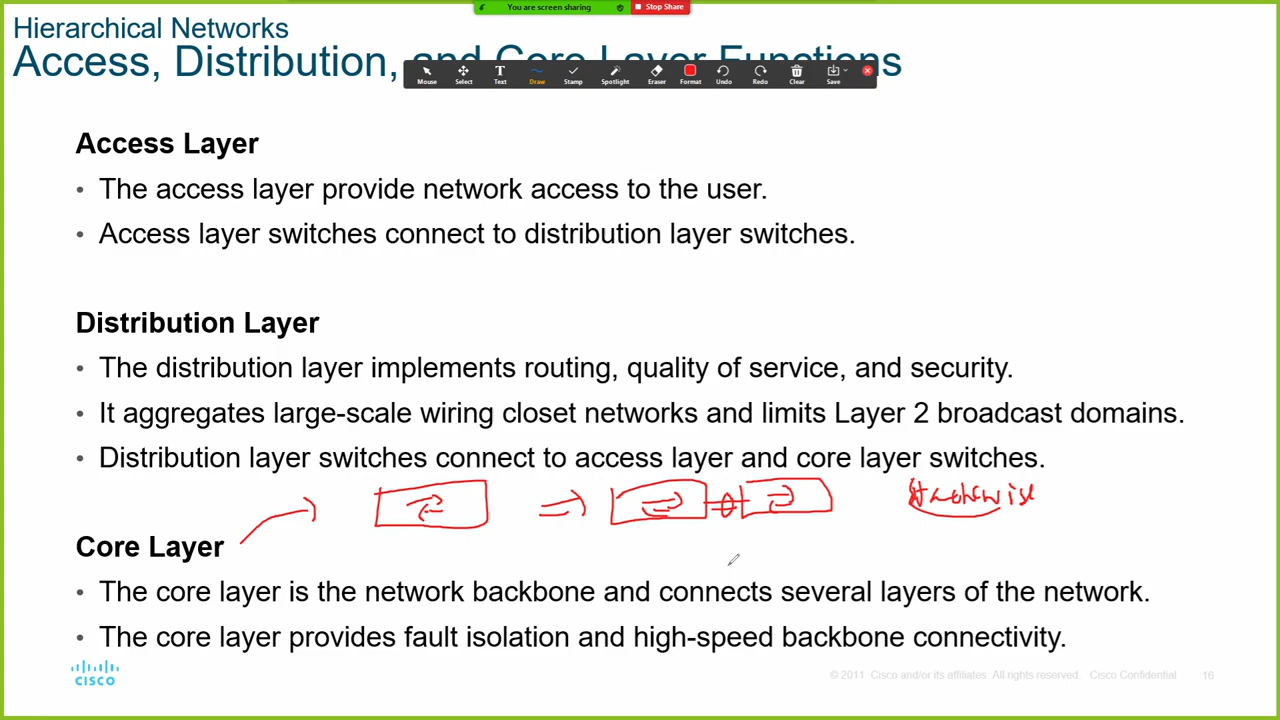 You are screen sharing
Stop Share
Hierarchical Networks
Access, Distribution, and Core Layer Functions
Mouse Select Text Draw Stamp Spotlight Eraser Format Undo Redo Clear Save
Access Layer
• The access layer provide network access to the user.
• Access layer switches connect to distribution layer switches.
Distribution Layer
• The distribution layer implements routing, quality of service, and security.
• It aggregates large-scale wiring closet networks and limits Layer 2 broadcast domains.
• Distribution layer switches connect to access layer and core layer switches.
Core Layer
• The core layer is the network backbone and connects several layers of the network.
• The core layer provides fault isolation and high-speed backbone connectivity.
CISCO
© 2011 Cisco and/or its affiliates. All rights reserved. Cisco Confidential 16